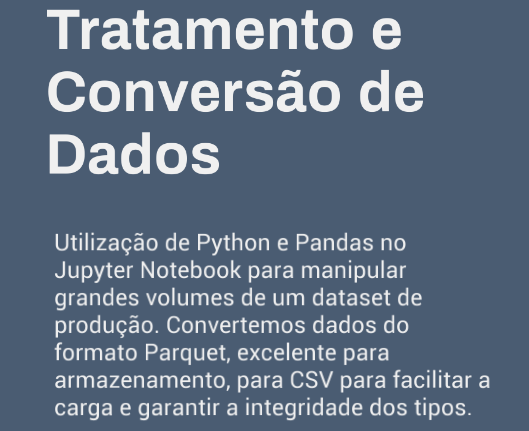 Tratamento e
Conversão de
Dados
Utilização de Python e Pandas no
Jupyter Notebook para manipular
grandes volumes de um dataset de
produção. Convertemos dados do
formato Parquet, excelente para
armazenamento, para CSV para facilitar a
carga e garantir a integridade dos tipos.